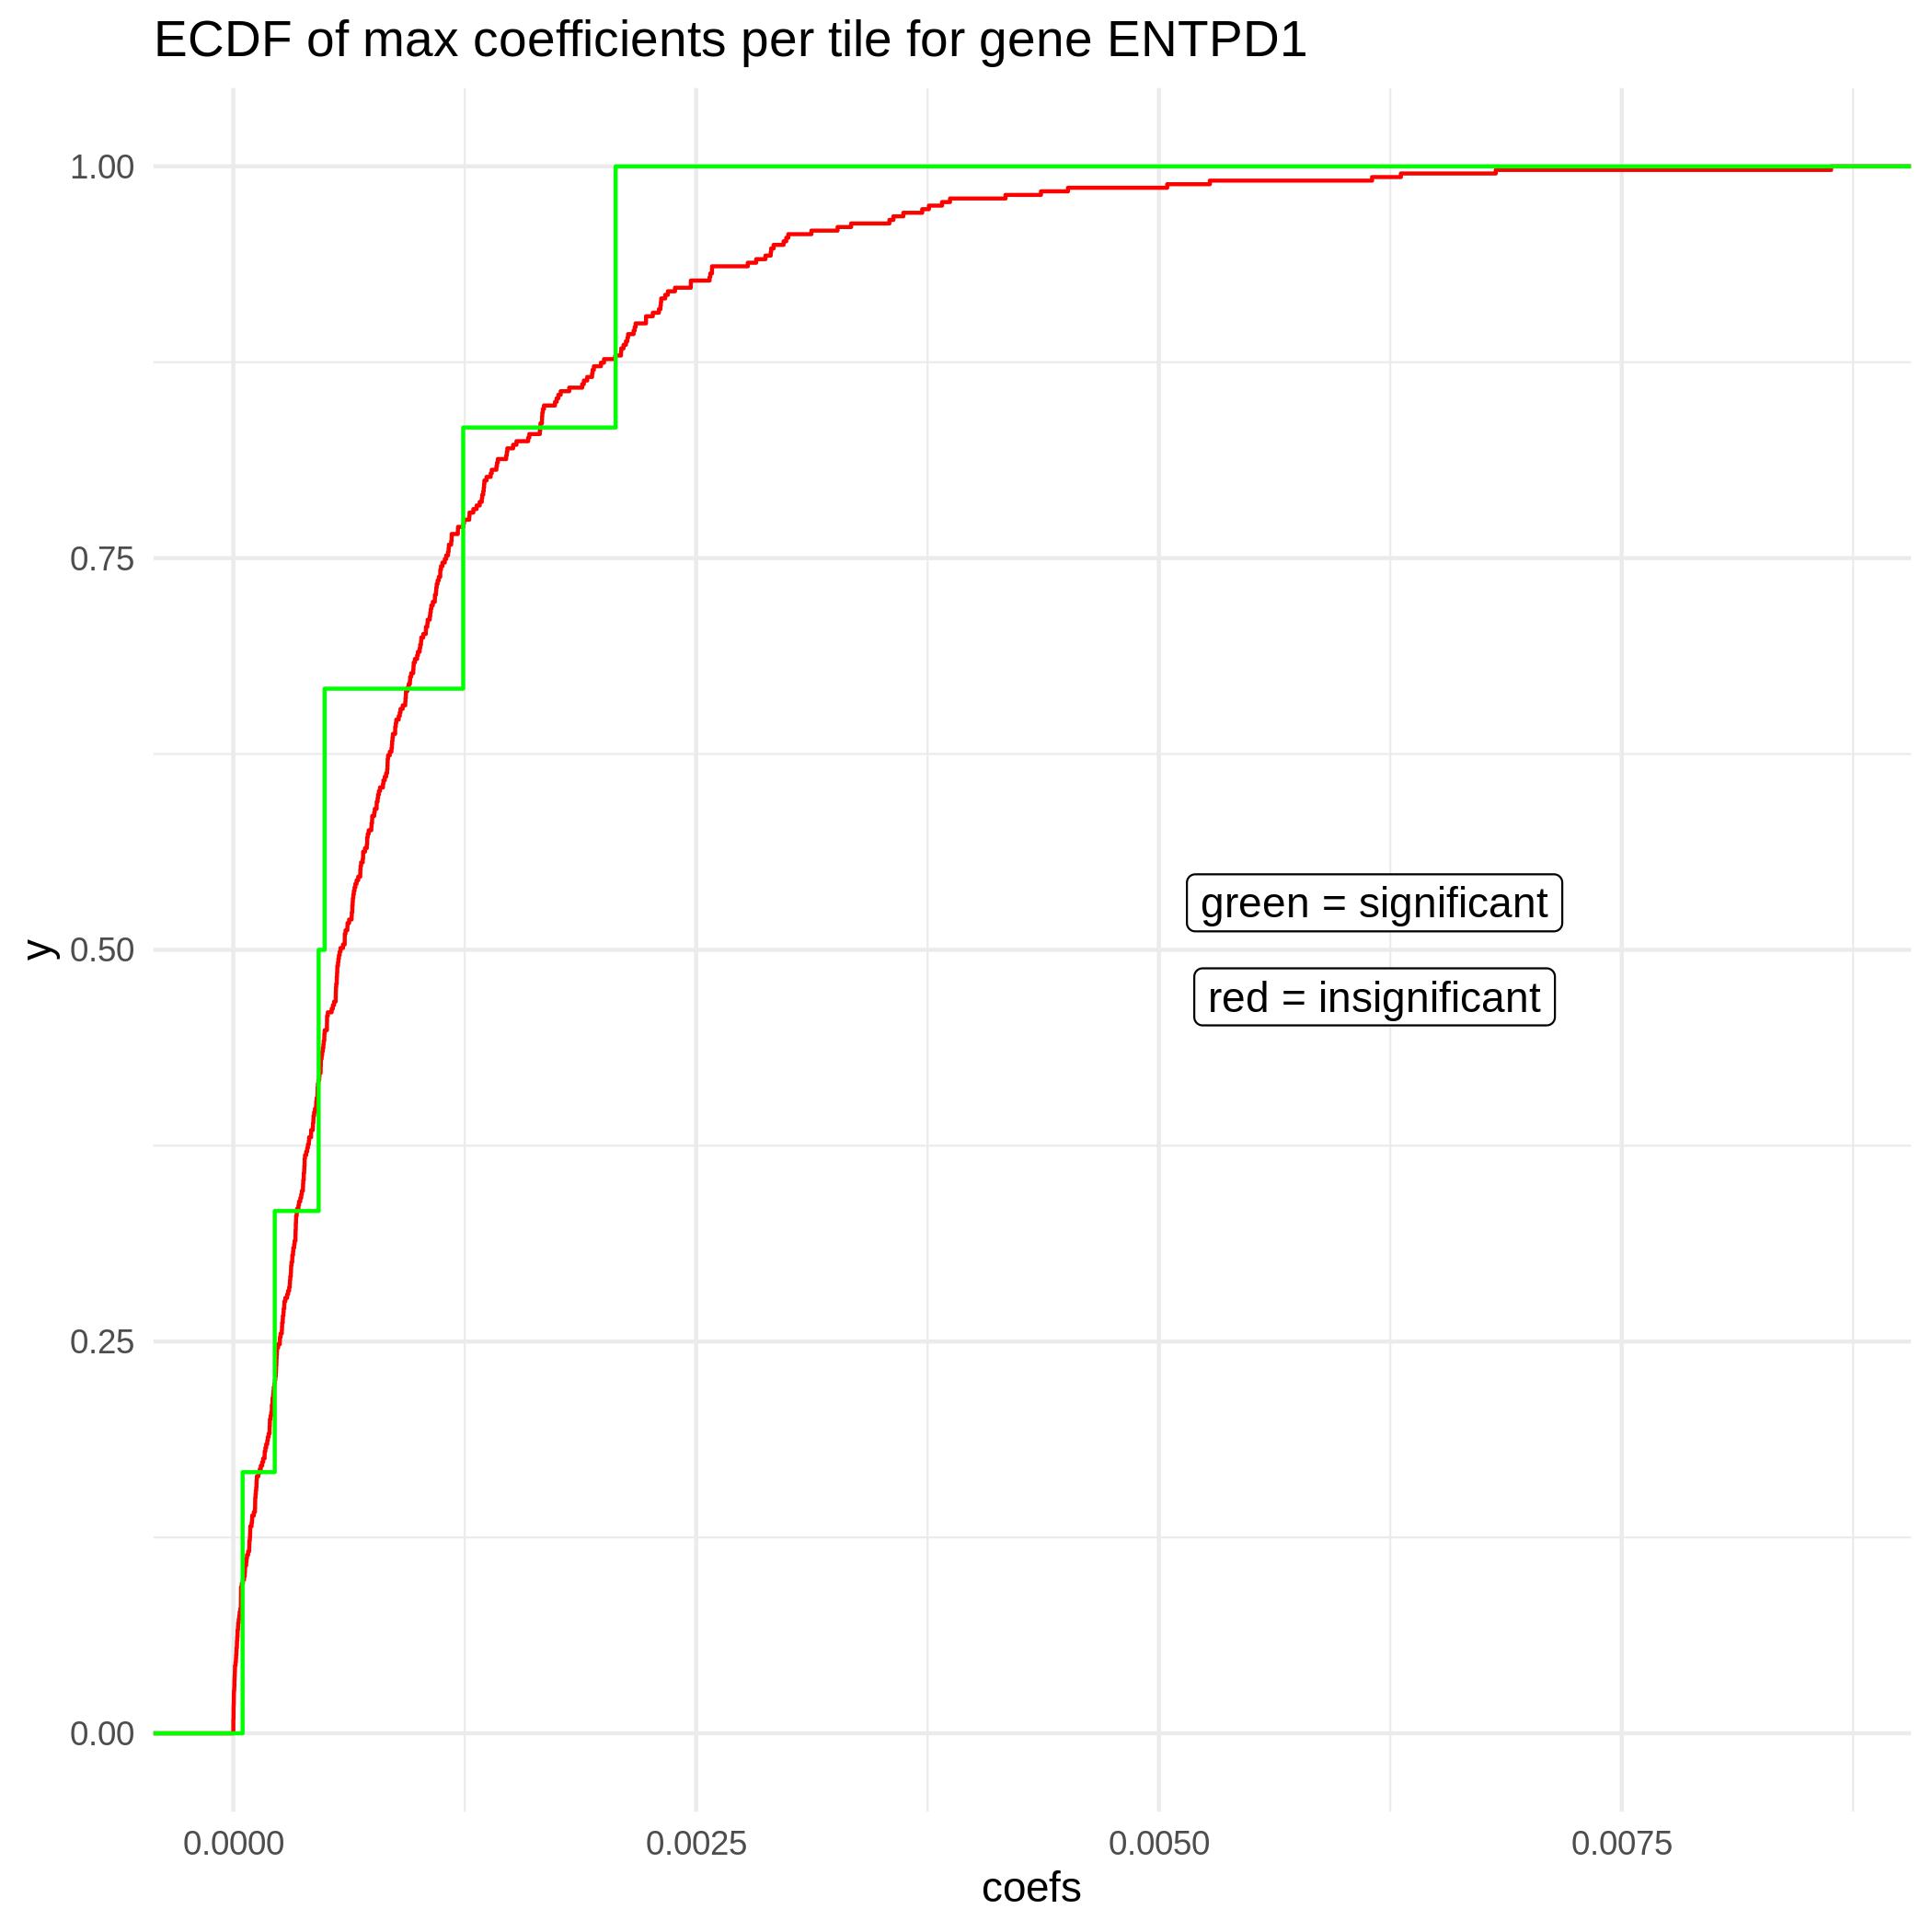 ECDF of max coefficients per tile for gene ENTPD1
1.00
0.75
0.50
0.25
0.00
y
green = significant
red = insignificant
0.0000 0.0025 0.0050 0.0075
coefs